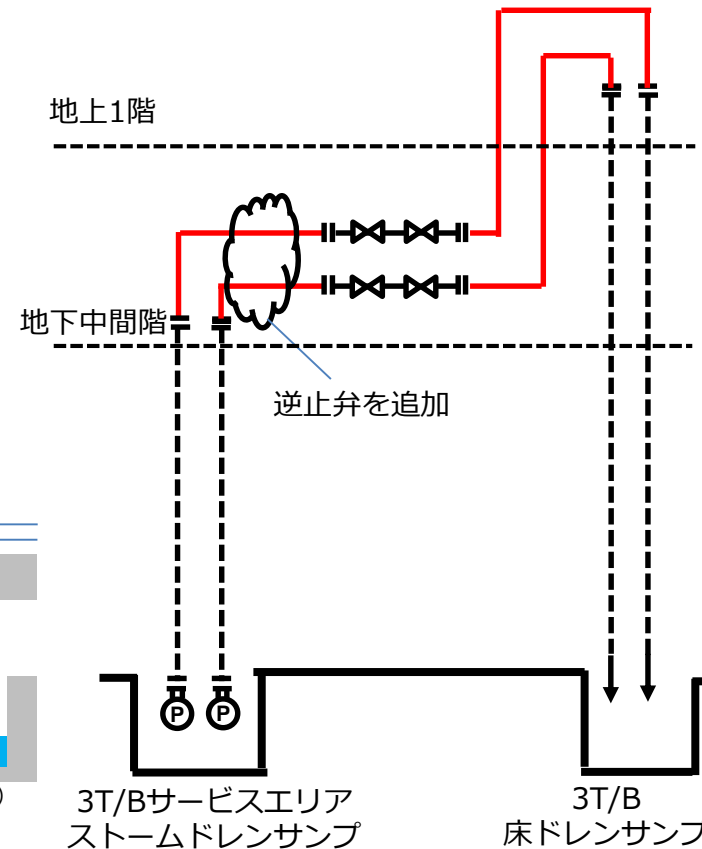 地上1階
地下中間階
逆止弁を追加
P P
)
3T/Bサービスエリア
ストームドレンサンプ
3T/B
床ドレンサンプ